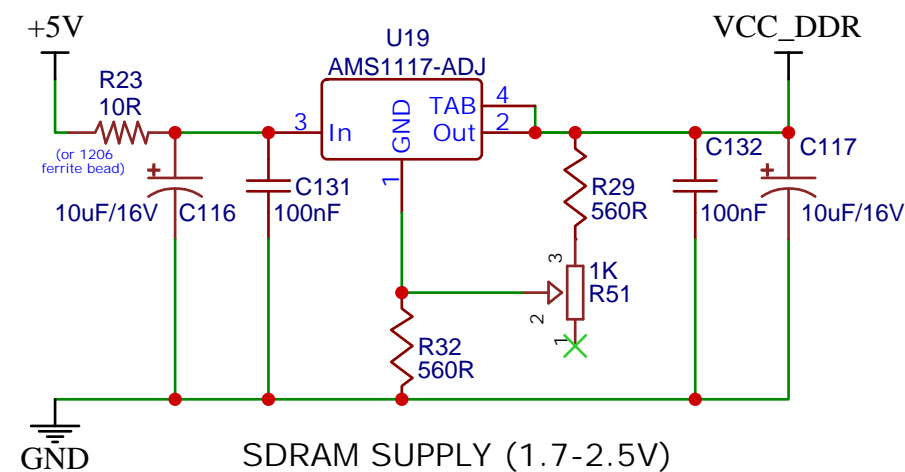 +5V
VCC_DDR
U19
AMS1117-ADJ
R23
10R
(or 1206
ferrite bead)
3
In
GND
TAB
Out
4
2
1
+
10uF/16V
C116
C131
100nF
R29
560R
3
1K
R51
2
1
C132
100nF
C117
+
10uF/16V
R32
560R
GND
SDRAM SUPPLY (1.7-2.5V)